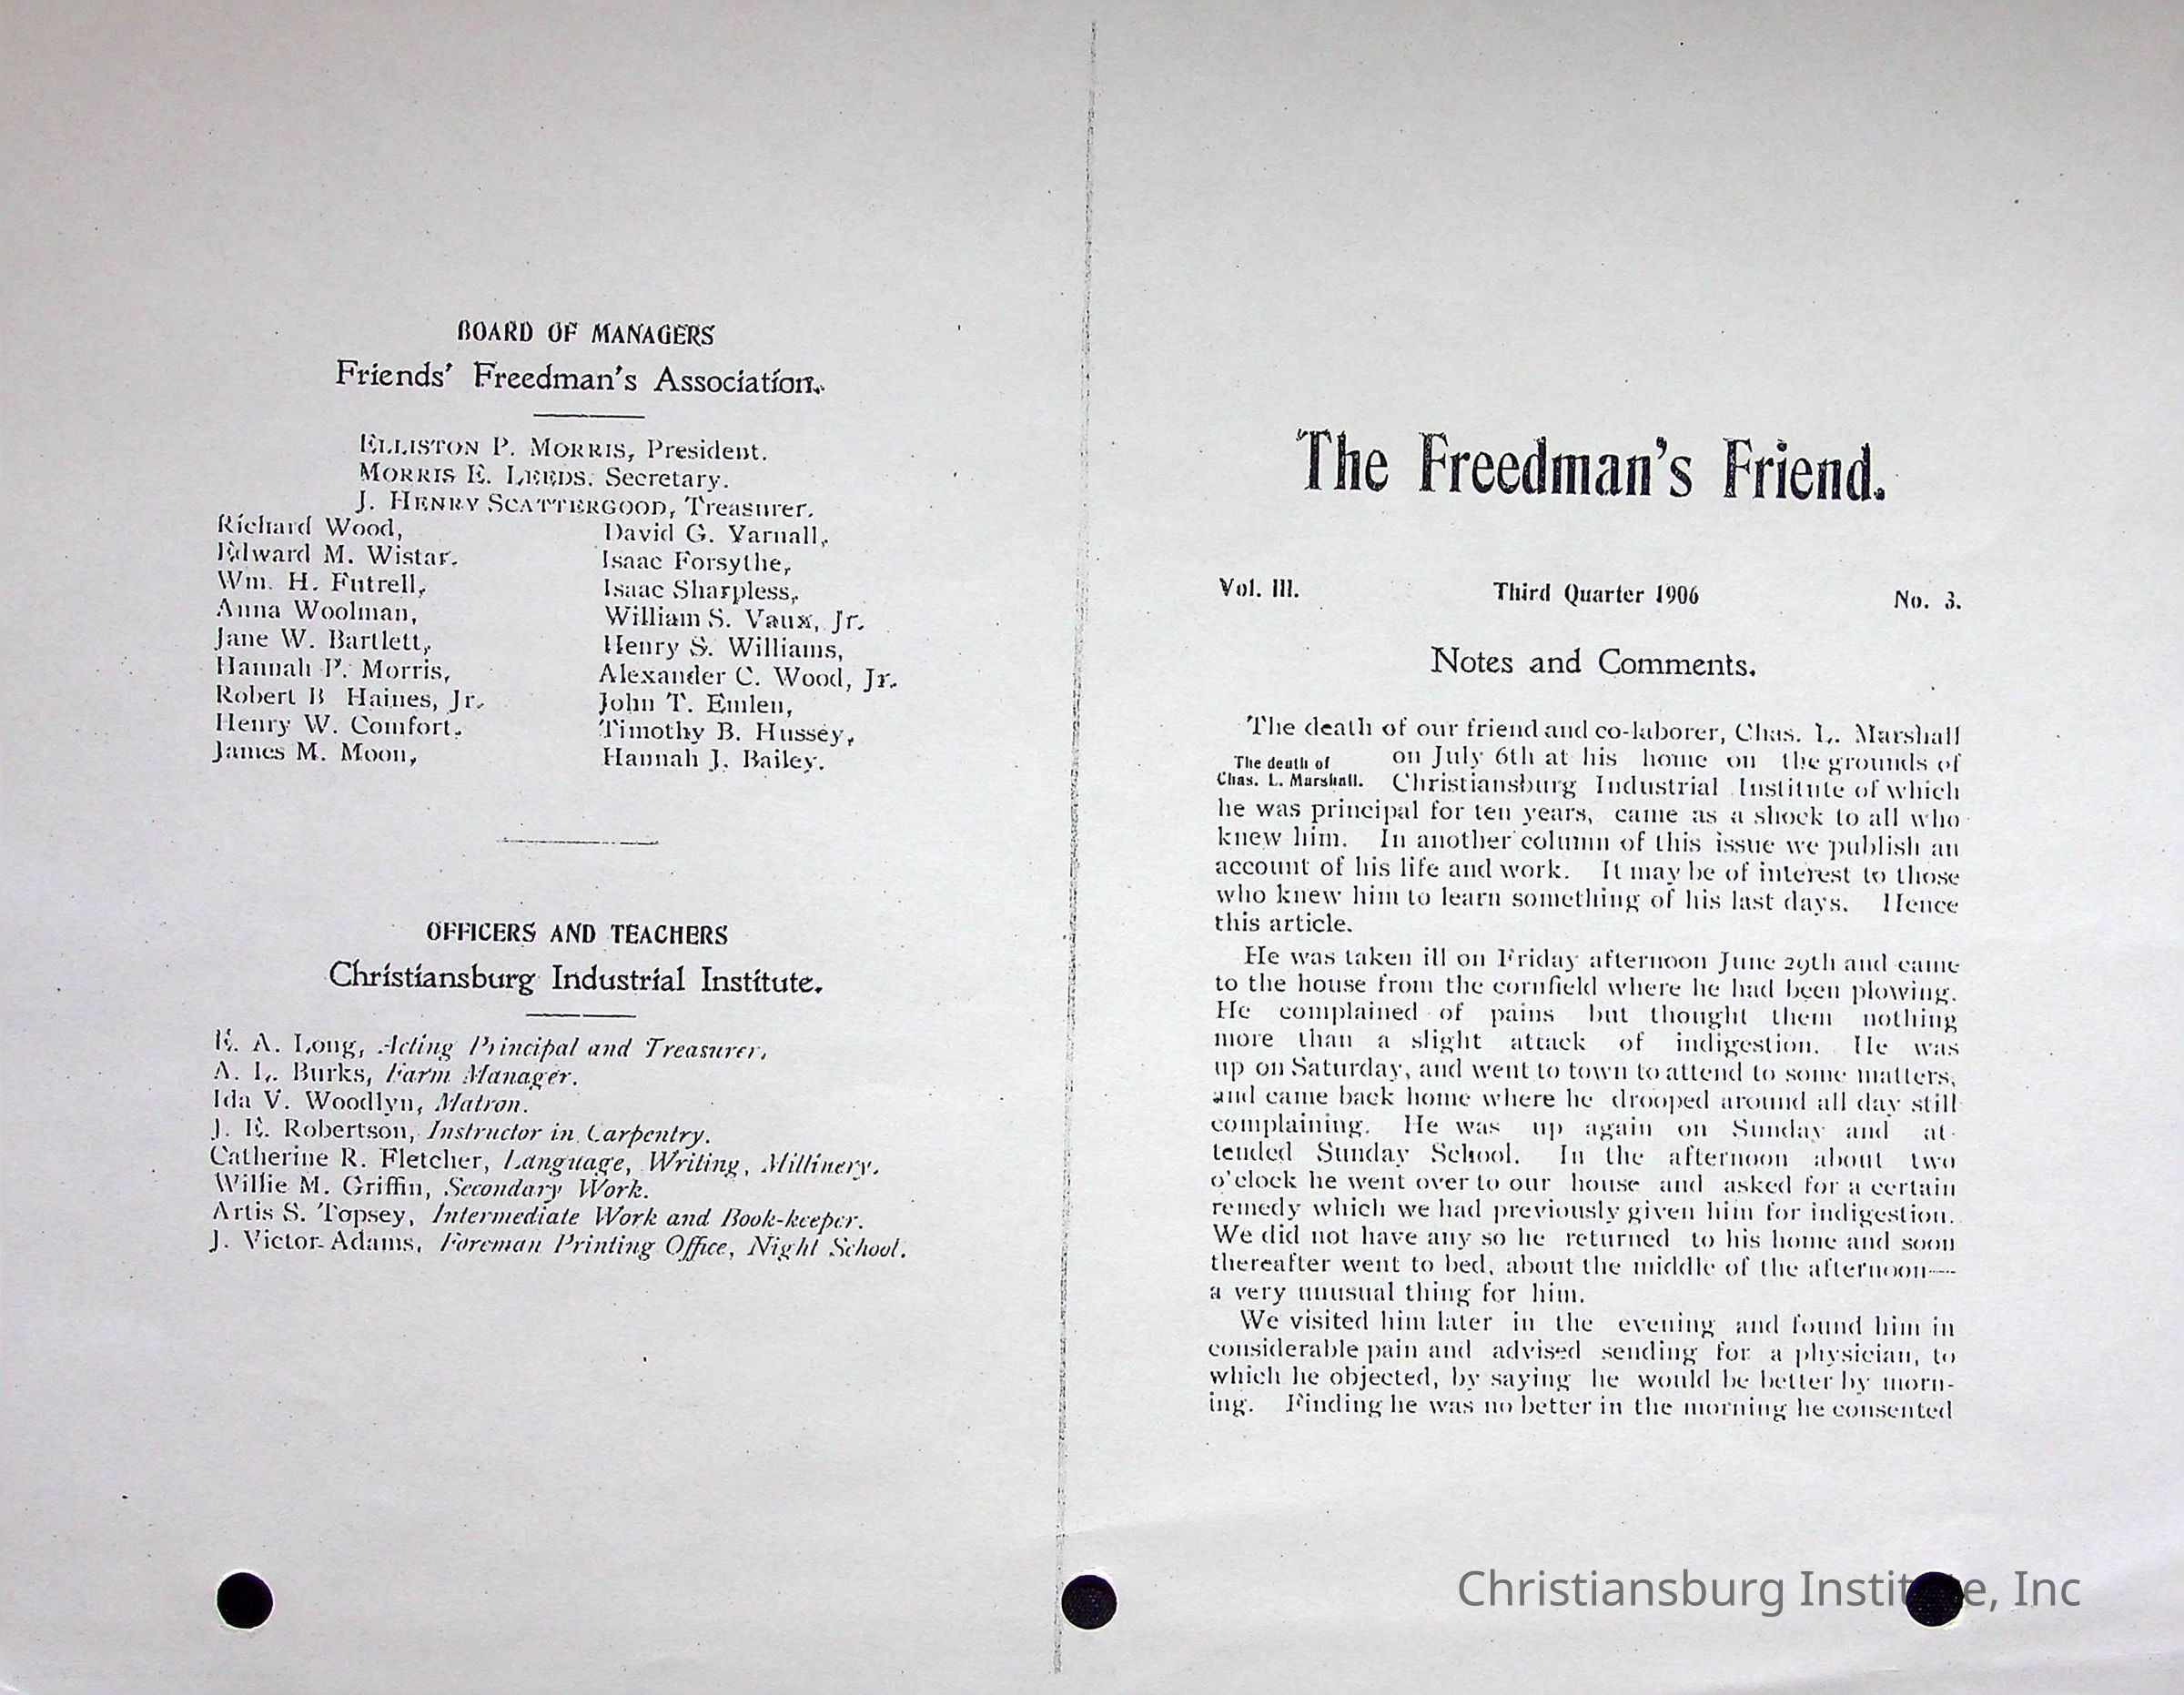 BOARD OF MANAGERS
Friends' Freedman's Association.
ELLISTON P. MORRIS, President.
MORRIS E. LEEDS. Secretary.
J. HENRY SCATTERGOOD, Treasurer.
Richard Wood,
Edward M. Wistar.
Wm. H. Futrell,
Anna Woolman,
Jane W. Bartlett,
Hannah P. Morris,
Robert B Haines, Jr.
Henry W. Comfort.
James M. Moon,
David G. Yarnall,
Isaac Forsythe,
Isaac Sharpless,
William S. Vaux, Jr.
Henry S. Williams,
Alexander C. Wood, Jr.
John T. Emlen,
Timothy B. Hussey,
Hannah J. Bailey.
OFFICERS AND TEACHERS
Christiansburg Industrial Institute.
E. A. Long, Acting Principal and Treasurer.
A. L. Burks, Farm Manager.
Ida V. Woodlyn, Matron.
J. E. Robertson, Instructor in Carpentry.
Catherine R. Fletcher, Language, Writing, Millinery.
Willie M. Griffin, Secondary Work.
Artis S. Topsey, Intermediate Work and Book-keeper.
J. Victor Adams, Foreman Printing Office, Night School.
The Freedman's Friend.
Vol. III. Third Quarter 1906 No. 3.
Notes and Comments.
The death of our friend and co-laborer, Chas. L. Marshall
The death of
Chas. L. Marshall.
on July 6th at his home on the grounds of
Christiansburg Industrial Institute of which
he was principal for ten years, came as a shock to all who
knew him. In another column of this issue we publish an
account of his life and work. It may be of interest to those
who knew him to learn something of his last days. Hence
this article.
He was taken ill on Friday afternoon June 29th and came
to the house from the cornfield where he had been plowing.
He complained of pains but thought them nothing
more than a slight attack of indigestion. He was
up on Saturday, and went to town to attend to some matters,
and came back home where he drooped around all day still
complaining. He was up again on Sunday and at-
tended Sunday School. In the afternoon about two
o'clock he went over to our house and asked for a certain
remedy which we had previously given him for indigestion.
We did not have any so he returned to his home and soon
thereafter went to bed, about the middle of the afternoon—
a very unusual thing for him.
We visited him later in the evening and found him in
considerable pain and advised sending for a physician, to
which he objected, by saying he would be better by morn-
ing. Finding he was no better in the morning he consented
Christiansburg Institute, Inc